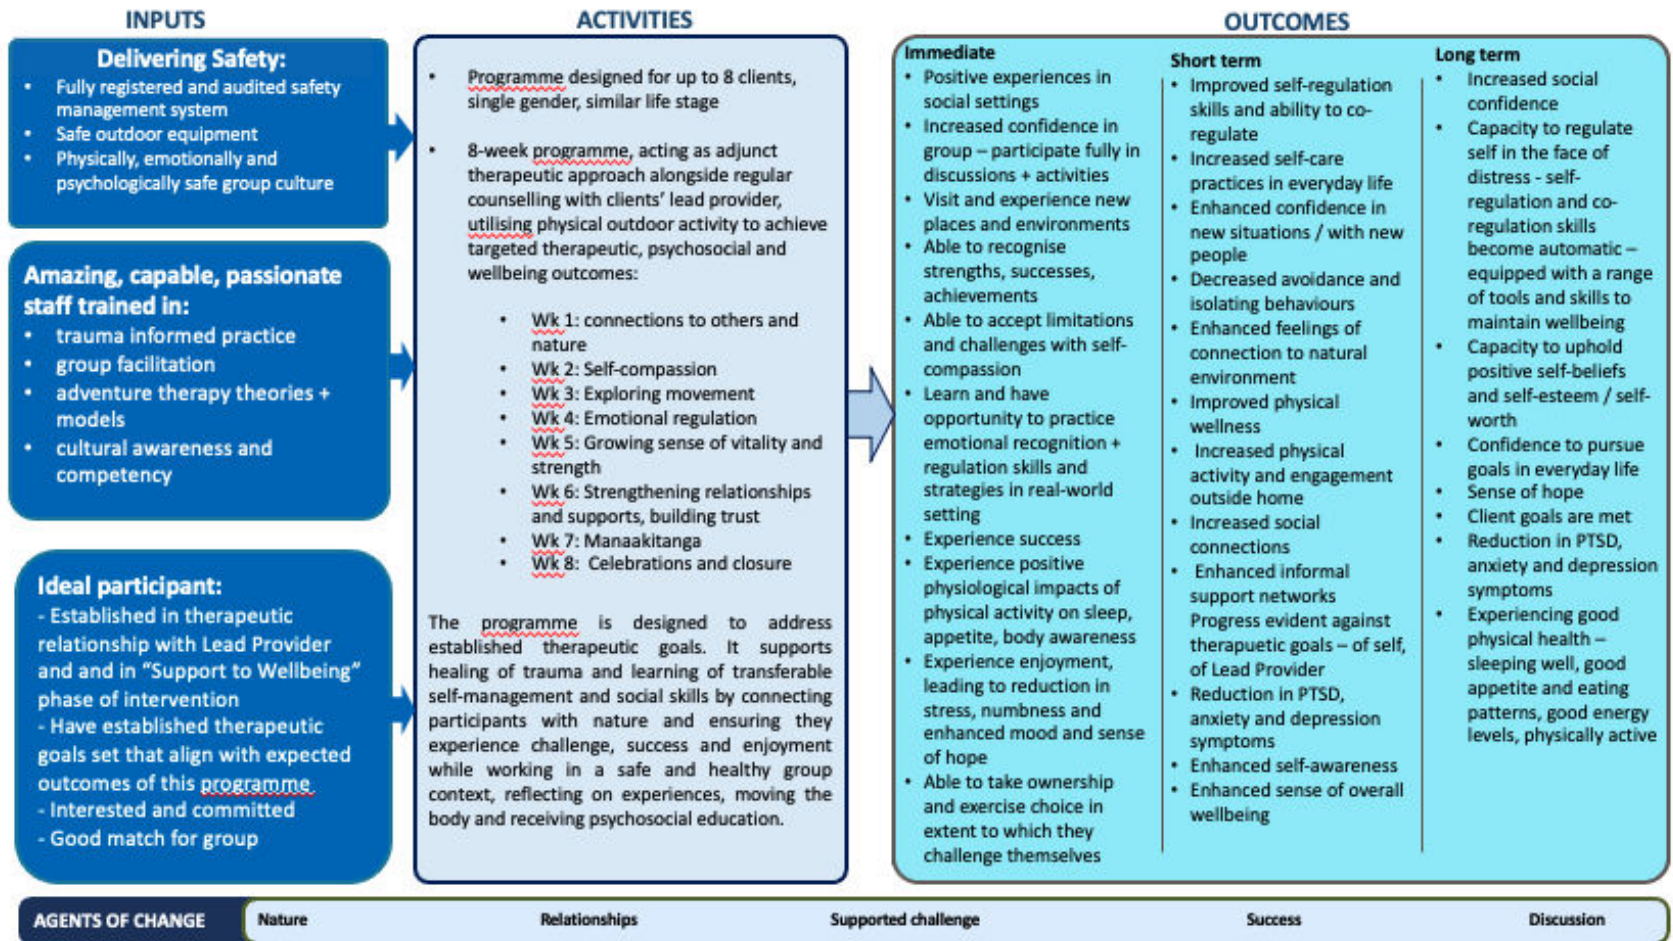 INPUTS
Delivering Safety:
• Fully registered and audited safety
management system
• Safe outdoor equipment
• Physically, emotionally and
psychologically safe group culture
Amazing, capable, passionate
staff trained in:
• trauma informed practice
• group facilitation
• adventure therapy theories +
models
• cultural awareness and
competency
Ideal participant:
- Established in therapeutic
relationship with Lead Provider
and and in “Support to Wellbeing”
phase of intervention
- Have established therapeutic
goals set that align with expected
outcomes of this programme
- Interested and committed
- Good match for group
ACTIVITIES
• Programme designed for up to 8 clients,
single gender, similar life stage
• 8-week programme, acting as adjunct
therapeutic approach alongside regular
counselling with clients’ lead provider,
utilising physical outdoor activity to achieve
targeted therapeutic, psychosocial and
wellbeing outcomes:
• Wk 1: connections to others and
nature
• Wk 2: Self-compassion
• Wk 3: Exploring movement
• Wk 4: Emotional regulation
• Wk 5: Growing sense of vitality and
strength
• Wk 6: Strengthening relationships
and supports, building trust
• Wk 7: Manaakitanga
• Wk 8: Celebrations and closure
The programme is designed to address
established therapeutic goals. It supports
healing of trauma and learning of transferable
self-management and social skills by connecting
participants with nature and ensuring they
experience challenge, success and enjoyment
while working in a safe and healthy group
context, reflecting on experiences, moving the
body and receiving psychosocial education.
OUTCOMES
Immediate
• Positive experiences in
social settings
• Increased confidence in
group – participate fully in
discussions + activities
• Visit and experience new
places and environments
• Able to recognise
strengths, successes,
achievements
• Able to accept limitations
and challenges with self-
compassion
• Learn and have
opportunity to practice
emotional recognition +
regulation skills and
strategies in real-world
setting
• Experience success
• Experience positive
physiological impacts of
physical activity on sleep,
appetite, body awareness
• Experience enjoyment,
leading to reduction in
stress, numbness and
enhanced mood and sense
of hope
• Able to take ownership
and exercise choice in
extent to which they
challenge themselves
Short term
• Improved self-regulation
skills and ability to co-
regulate
• Increased self-care
practices in everyday life
• Enhanced confidence in
new situations / with new
people
• Decreased avoidance and
isolating behaviours
• Enhanced feelings of
connection to natural
environment
• Improved physical
wellness
• Increased physical
activity and engagement
outside home
• Increased social
connections
• Enhanced informal
support networks
Progress evident against
therapuetic goals – of self,
of Lead Provider
• Reduction in PTSD,
anxiety and depression
symptoms
• Enhanced self-awareness
• Enhanced sense of overall
wellbeing
Long term
• Increased social
confidence
• Capacity to regulate
self in the face of
distress - self-
regulation and co-
regulation skills
become automatic –
equipped with a range
of tools and skills to
maintain wellbeing
• Capacity to uphold
positive self-beliefs
and self-esteem / self-
worth
• Confidence to pursue
goals in everyday life
• Sense of hope
• Client goals are met
• Reduction in PTSD,
anxiety and depression
symptoms
• Experiencing good
physical health –
sleeping well, good
appetite and eating
patterns, good energy
levels, physically active
AGENTS OF CHANGE Nature Relationships Supported challenge Success Discussion